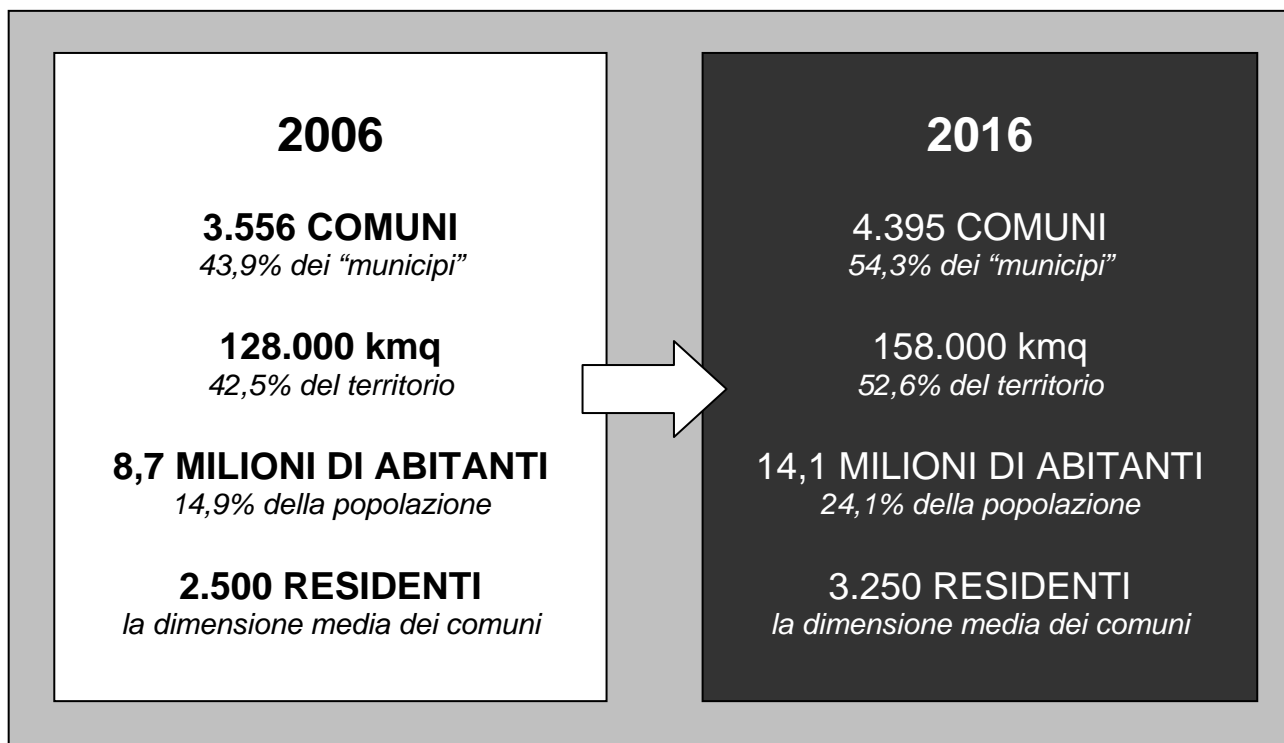 2006
3.556 COMUNI
43,9% dei “municipi”
128.000 kmq
42,5% del territorio
8,7 MILIONI DI ABITANTI
14,9% della popolazione
2.500 RESIDENTI
la dimensione media dei comuni
2016
4.395 COMUNI
54,3% dei “municipi”
158.000 kmq
52,6% del territorio
14,1 MILIONI DI ABITANTI
24,1% della popolazione
3.250 RESIDENTI
la dimensione media dei comuni